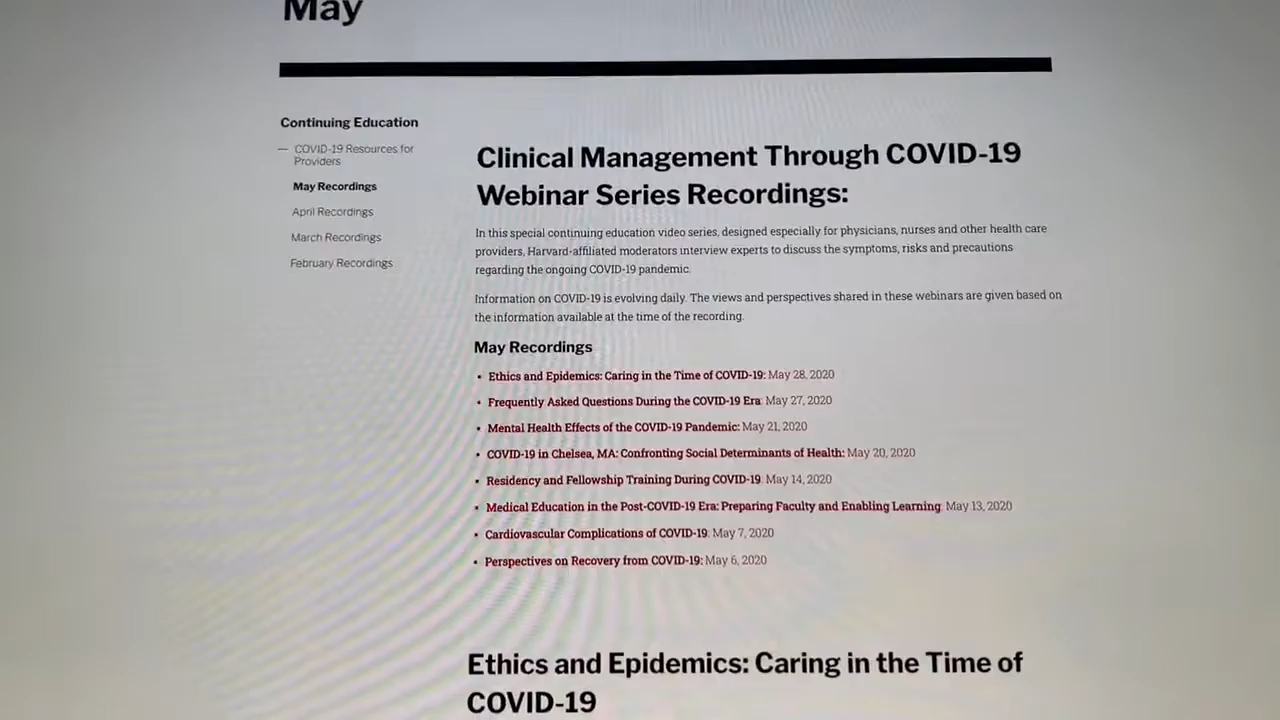 May
Continuing Education
— COVID-19 Resources for
Providers
May Recordings
April Recordings
March Recordings
February Recordings
Clinical Management Through COVID-19
Webinar Series Recordings:
In this special continuing education video series, designed especially for physicians, nurses and other health care
providers, Harvard-affiliated moderators interview experts to discuss the symptoms, risks and precautions
regarding the ongoing COVID-19 pandemic.
Information on COVID-19 is evolving daily. The views and perspectives shared in these webinars are given based on
the information available at the time of the recording.
May Recordings
• Ethics and Epidemics: Caring in the Time of COVID-19: May 28, 2020
• Frequently Asked Questions During the COVID-19 Era: May 27, 2020
• Mental Health Effects of the COVID-19 Pandemic: May 21, 2020
• COVID-19 in Chelsea, MA: Confronting Social Determinants of Health: May 20, 2020
• Residency and Fellowship Training During COVID-19: May 14, 2020
• Medical Education in the Post-COVID-19 Era: Preparing Faculty and Enabling Learning: May 13, 2020
• Cardiovascular Complications of COVID-19: May 7, 2020
• Perspectives on Recovery from COVID-19: May 6, 2020
Ethics and Epidemics: Caring in the Time of
COVID-19